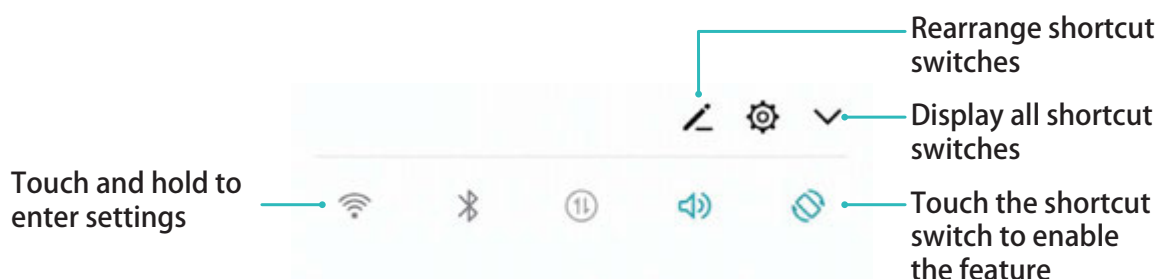 Rearrange shortcut
switches
Display all shortcut
switches
Touch and hold to
enter settings
Touch the shortcut
switch to enable
the feature